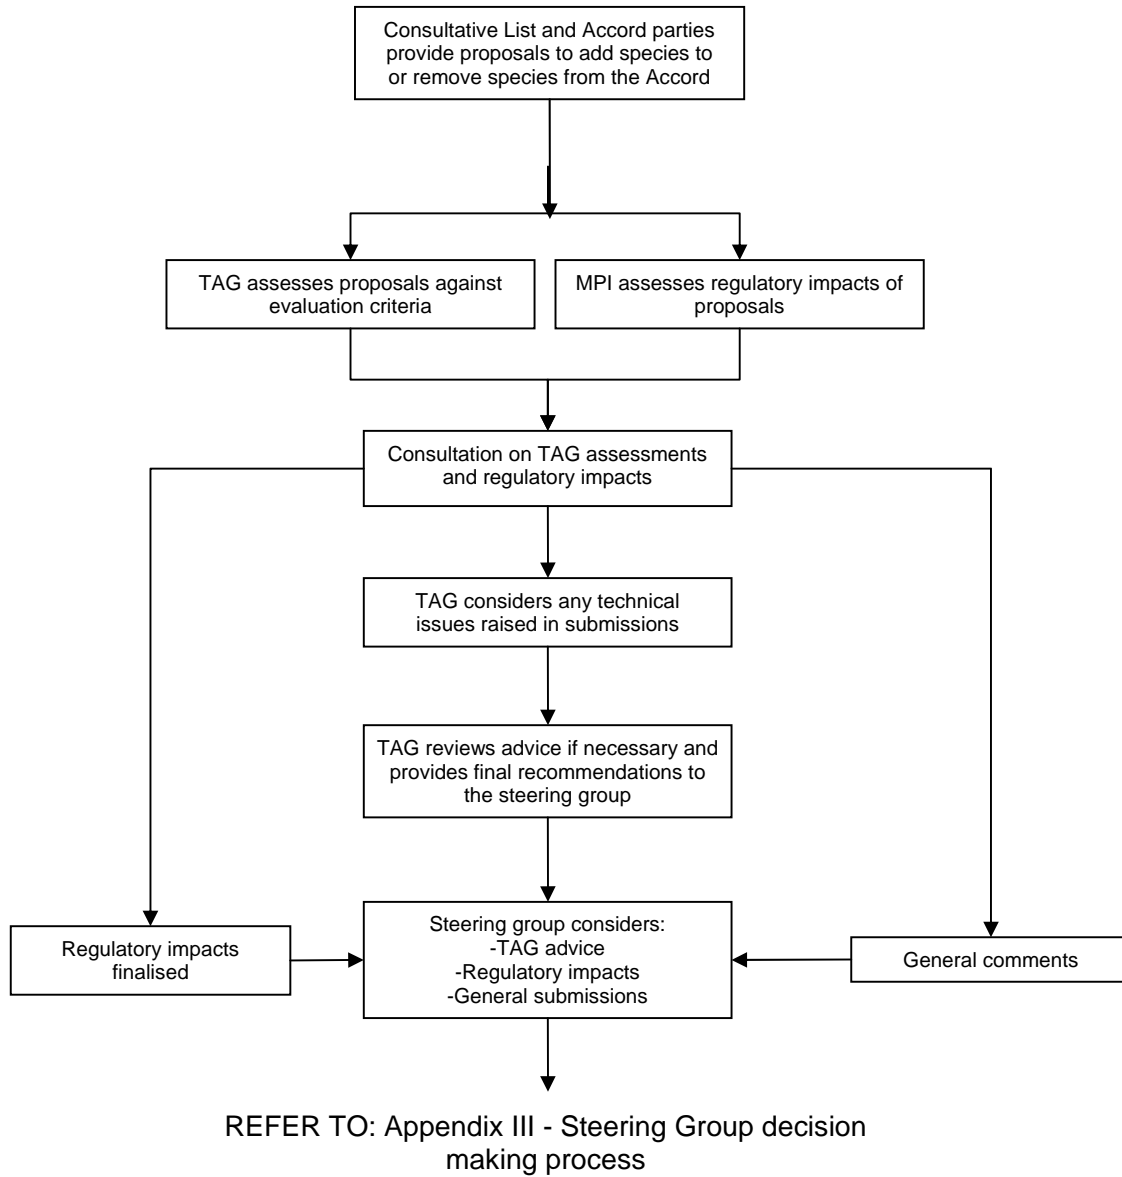 Consultative List and Accord parties
provide proposals to add species to
or remove species from the Accord
TAG assesses proposals against
evaluation criteria
MPI assesses regulatory impacts of
proposals
Consultation on TAG assessments
and regulatory impacts
TAG considers any technical
issues raised in submissions
TAG reviews advice if necessary and
provides final recommendations to
the steering group
Regulatory impacts
finalised
Steering group considers:
-TAG advice
-Regulatory impacts
-General submissions
General comments
REFER TO: Appendix III - Steering Group decision
making process